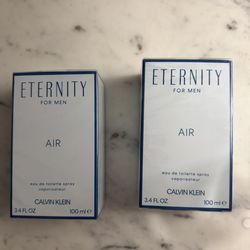 ETERNITY
FOR MEN
AIR
eau de toilette spray
vaporisateur
CALVIN KLEIN
3.4 FL OZ 100 ml ℮
ETERNITY
FOR MEN
AIR
eau de toilette spray
vaporisateur
CALVIN KLEIN
3.4 FL OZ 100 ml ℮